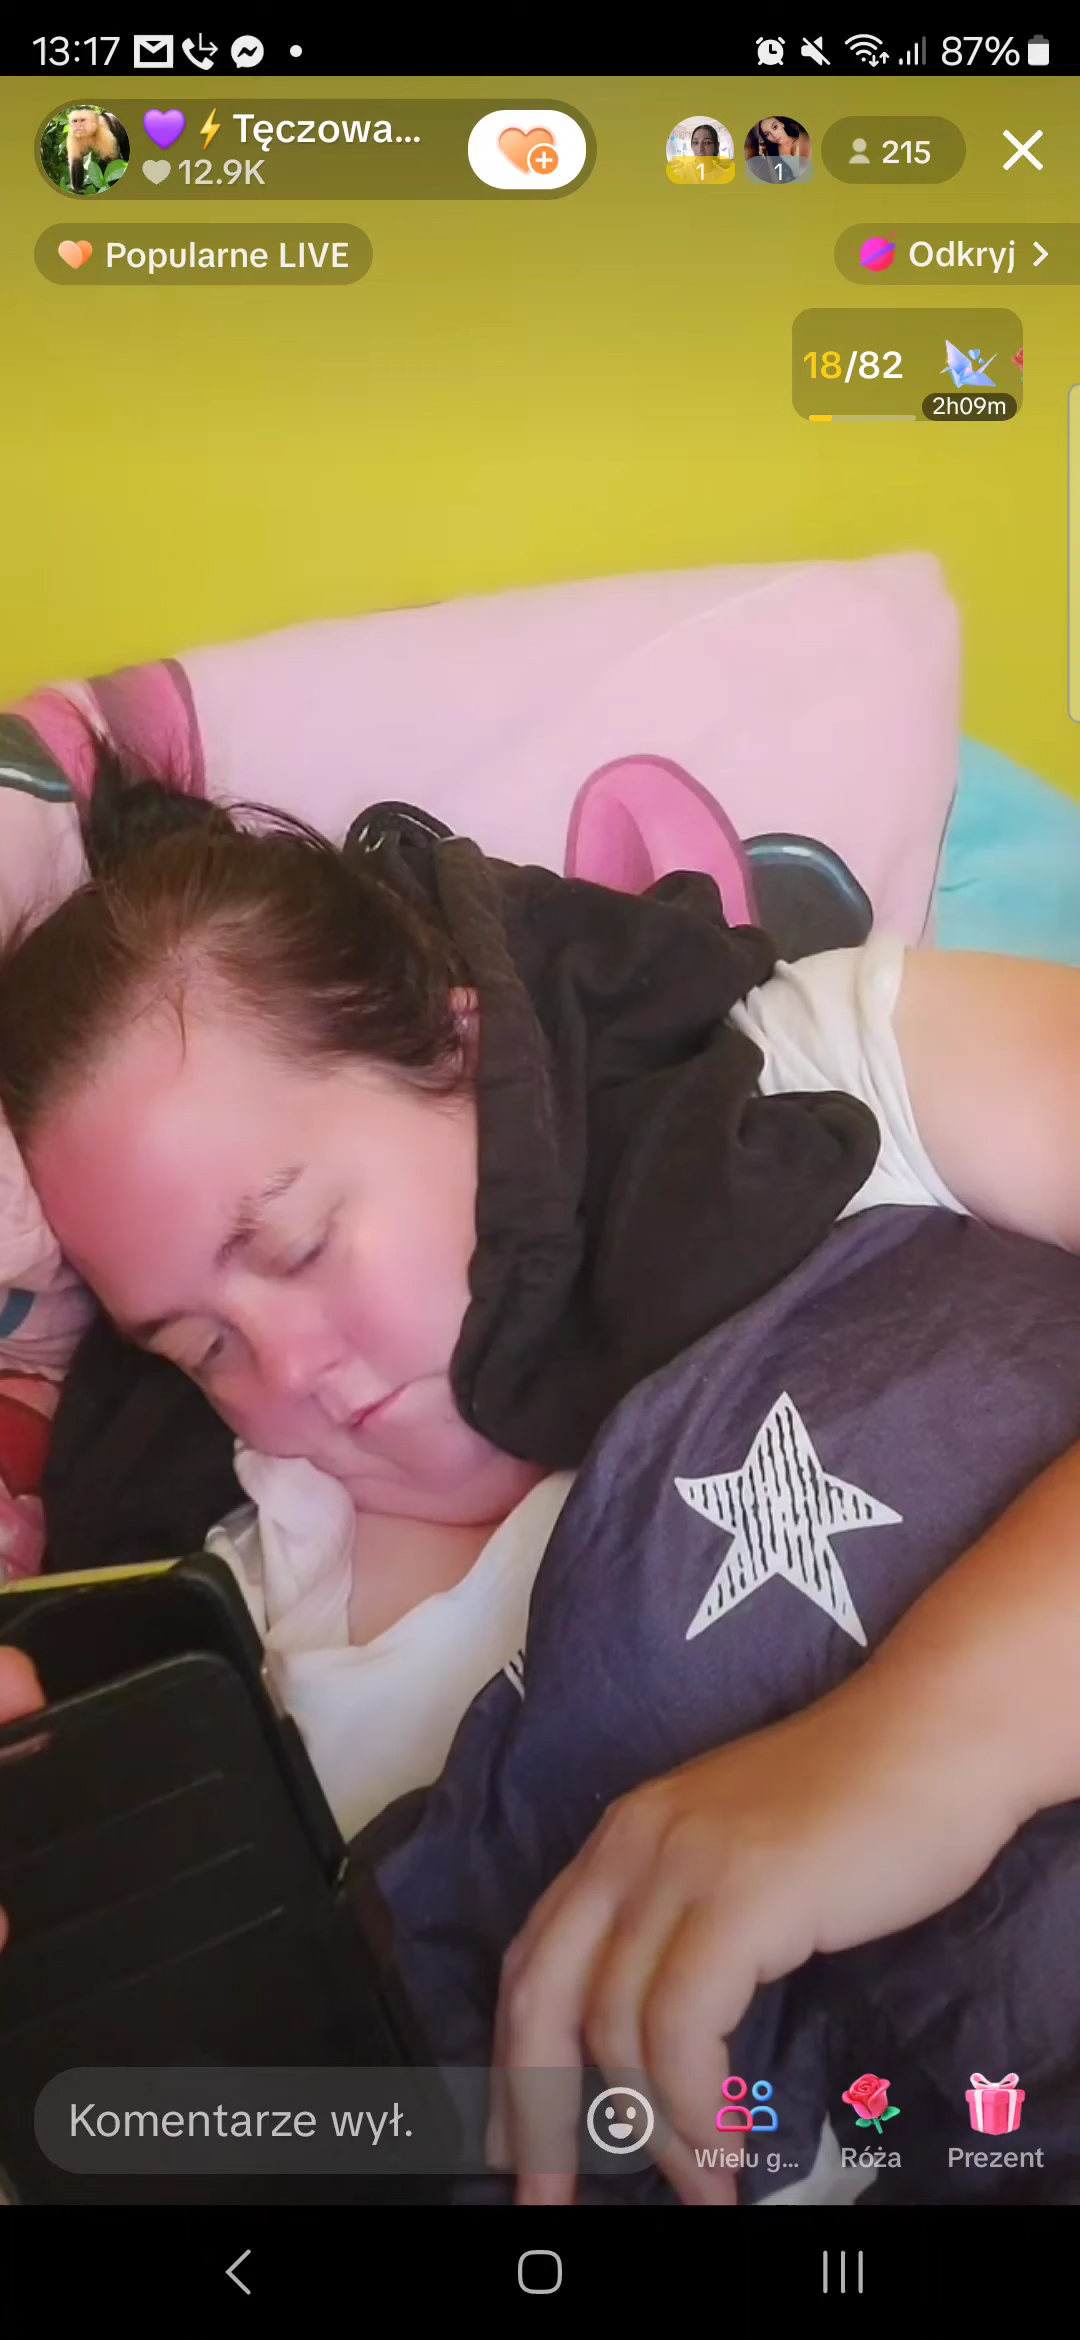 13:17
87%
💜⚡Tęczowa...
12.9K
1
1
215
Popularne LIVE
Odkryj >
18/82
2h09m
Komentarze wył.
Wielu g...
Róża
Prezent